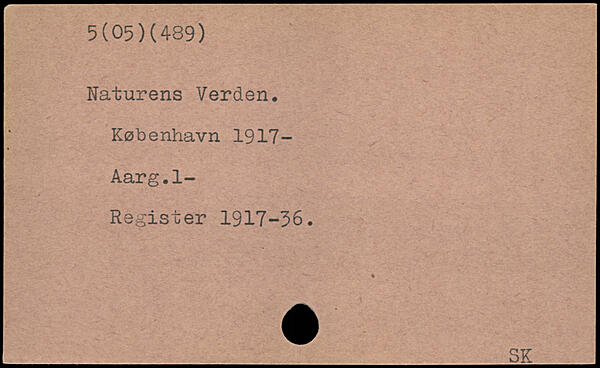 5(05)(489)
Naturens Verden.
København 1917-
Aarg.1-
Register 1917-36.
SK